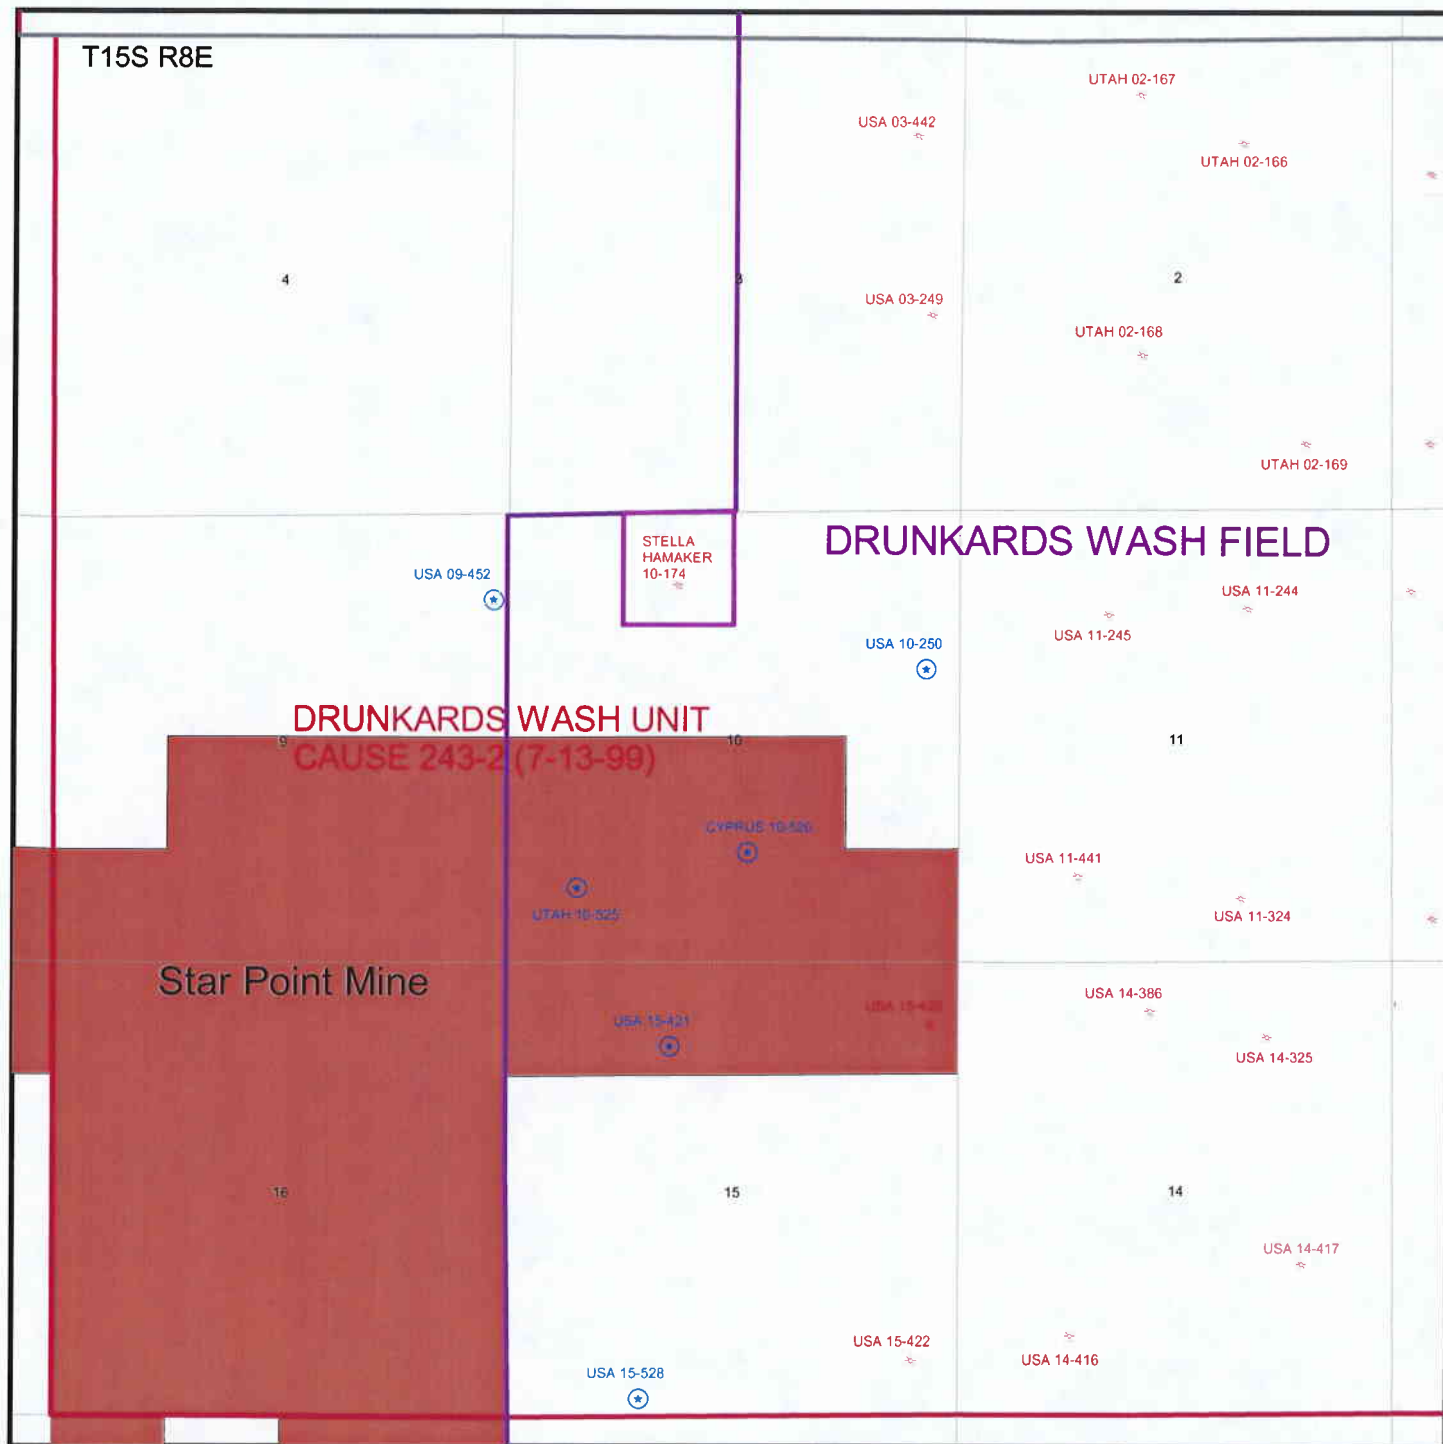 T15S R8E
UTAH 02-167
USA 03-442
UTAH 02-166
4
3
2
USA 03-249
UTAH 02-168
UTAH 02-169
DRUNKARDS WASH FIELD
STELLA
HAMAKER
10-174
USA 09-452
USA 11-244
USA 11-245
USA 10-250
DRUNKARDS WASH UNIT
9
10
11
CAUSE 243-2 (7-13-99)
CYPRUS 10-526
USA 11-441
UTAH 10-525
USA 11-324
Star Point Mine
USA 14-386
USA 15-421
USA 14-325
16
15
14
USA 14-417
USA 15-422
USA 14-416
USA 15-528